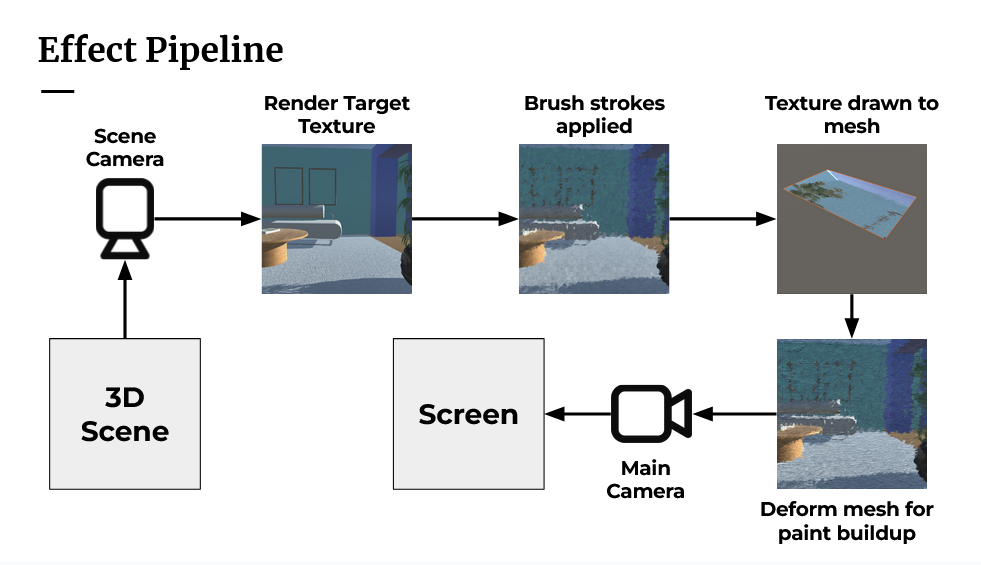 Effect Pipeline
Scene
Camera
Render Target
Texture
Brush strokes
applied
Texture drawn to
mesh
3D
Scene
Screen
Main
Camera
Deform mesh for
paint buildup